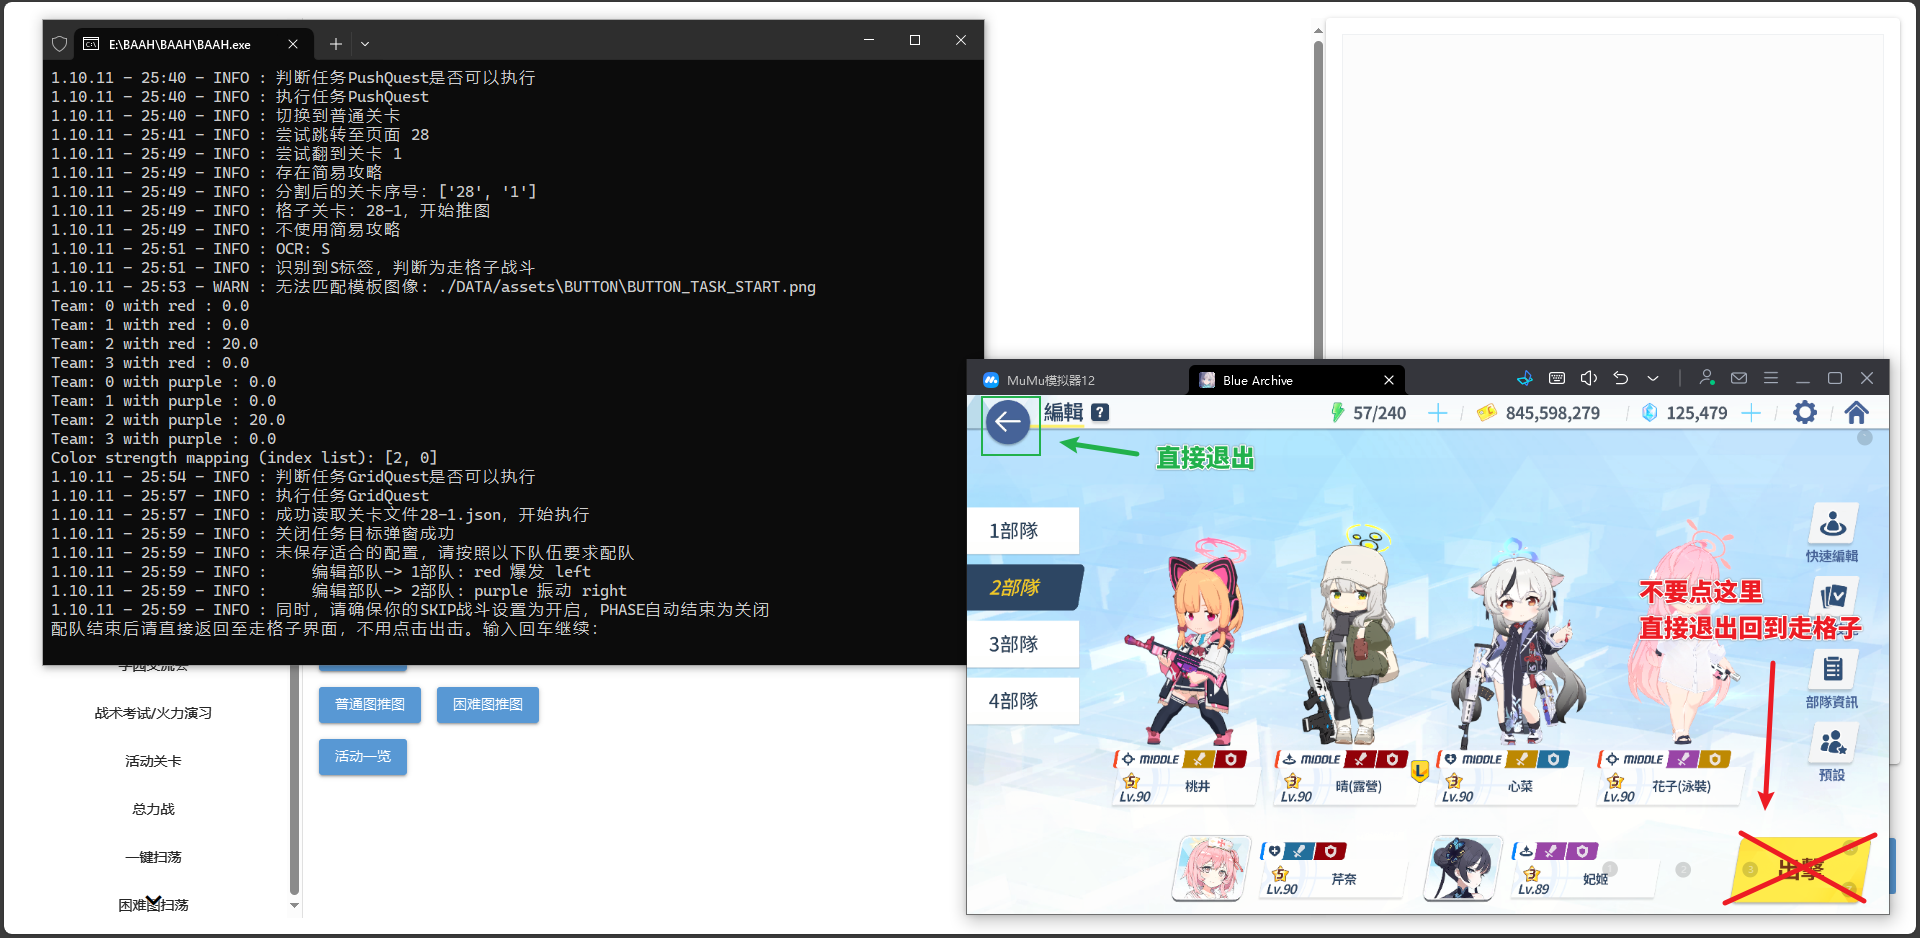 E:\BAAH\BAAH\BAAH.exe
1.10.11 - 25:40 - INFO : 判断任务PushQuest是否可以执行
1.10.11 - 25:40 - INFO : 执行任务PushQuest
1.10.11 - 25:40 - INFO : 切换到普通关卡
1.10.11 - 25:41 - INFO : 尝试跳转至页面 28
1.10.11 - 25:49 - INFO : 尝试翻到关卡 1
1.10.11 - 25:49 - INFO : 存在简易攻略
1.10.11 - 25:49 - INFO : 分割后的关卡序号: ['28', '1']
1.10.11 - 25:49 - INFO : 格子关卡: 28-1, 开始推图
1.10.11 - 25:49 - INFO : 不使用简易攻略
1.10.11 - 25:51 - INFO : OCR: S
1.10.11 - 25:51 - INFO : 识别到S标签, 判断为走格子战斗
1.10.11 - 25:53 - WARN : 无法匹配模板图像: ./DATA/assets\BUTTON\BUTTON_TASK_START.png
Team: 0 with red : 0.0
Team: 1 with red : 0.0
Team: 2 with red : 20.0
Team: 3 with red : 0.0
Team: 0 with purple : 0.0
Team: 1 with purple : 0.0
Team: 2 with purple : 20.0
Team: 3 with purple : 0.0
Color strength mapping (index list): [2, 0]
1.10.11 - 25:54 - INFO : 判断任务GridQuest是否可以执行
1.10.11 - 25:57 - INFO : 执行任务GridQuest
1.10.11 - 25:57 - INFO : 成功读取关卡文件28-1.json, 开始执行
1.10.11 - 25:59 - INFO : 关闭任务目标弹窗成功
1.10.11 - 25:59 - INFO : 未保存适合的配置, 请按照以下队伍要求配队
1.10.11 - 25:59 - INFO : 编辑部队-> 1部队: red 爆发 left
1.10.11 - 25:59 - INFO : 编辑部队-> 2部队: purple 振动 right
1.10.11 - 25:59 - INFO : 同时, 请确保你的SKIP战斗设置为开启, PHASE自动结束为关闭
配队结束后请直接返回至走格子界面, 不用点击出击。输入回车继续:
战术考试/火力演习
活动关卡
总力战
一键扫荡
困难图扫荡
普通图推图
困难图推图
活动一览
MuMu模拟器12
Blue Archive
編輯 ?
57/240
845,598,279
125,479
直接退出
1部隊
2部隊
3部隊
4部隊
快速編輯
部隊資訊
預設
不要点这里
直接退出回到走格子
MIDDLE
5
Lv.90
桃井
MIDDLE
3
Lv.90
晴(露營)
L
MIDDLE
3
Lv.90
心菜
MIDDLE
5
Lv.90
花子(泳裝)
5
Lv.90
芹奈
3
Lv.89
妃姬
出擊